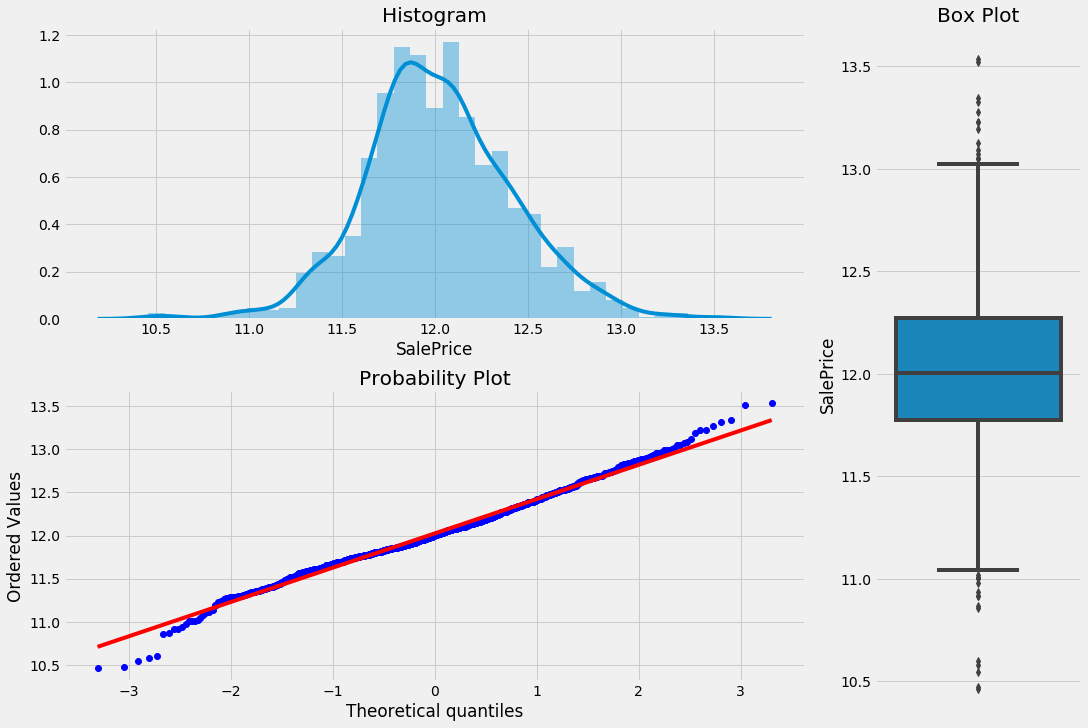 Histogram
1.2
1.0
0.8
0.6
0.4
0.2
0.0
10.5 11.0 11.5 12.0 12.5 13.0 13.5
SalePrice
Probability Plot
Ordered Values
13.5
13.0
12.5
12.0
11.5
11.0
10.5
−3 −2 −1 0 1 2 3
Theoretical quantiles
Box Plot
SalePrice
13.5
13.0
12.5
12.0
11.5
11.0
10.5